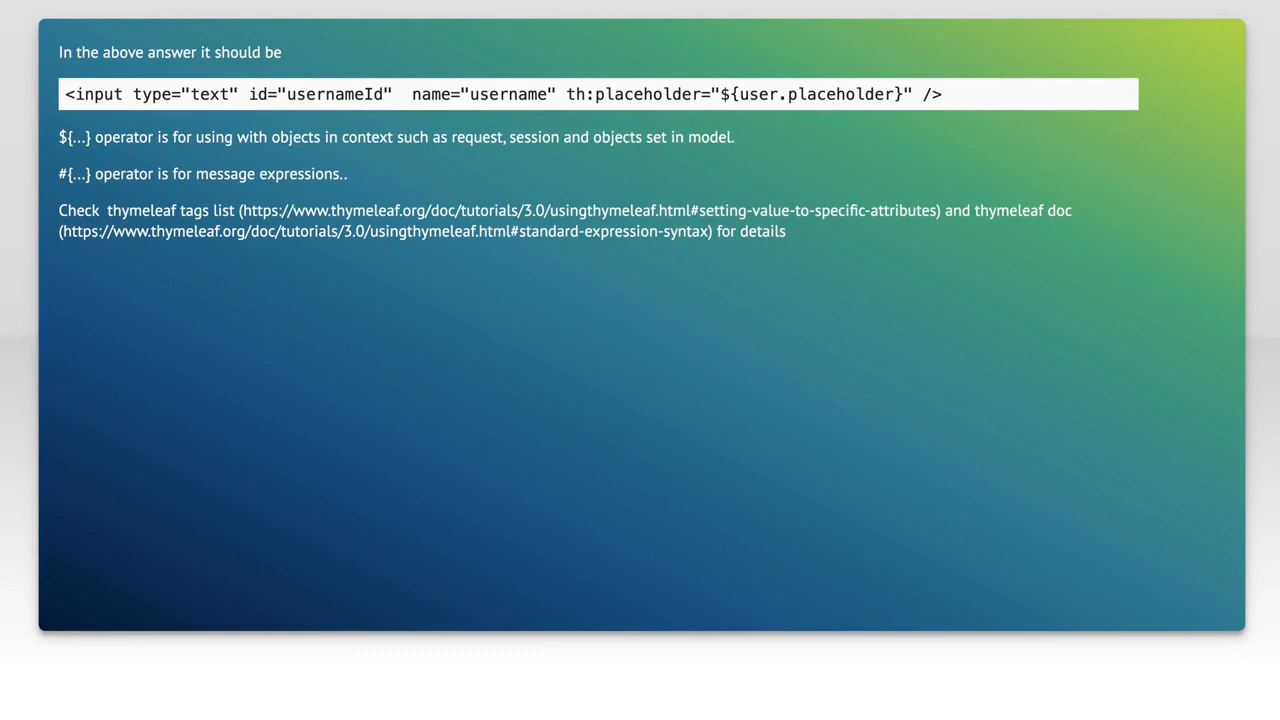 In the above answer it should be
<input type="text" id="usernameId"  name="username" th:placeholder="${user.placeholder}" />
${...} operator is for using with objects in context such as request, session and objects set in model.
#{...} operator is for message expressions..
Check  thymeleaf tags list (https://www.thymeleaf.org/doc/tutorials/3.0/usingthymeleaf.html#setting-value-to-specific-attributes) and thymeleaf doc
(https://www.thymeleaf.org/doc/tutorials/3.0/usingthymeleaf.html#standard-expression-syntax) for details